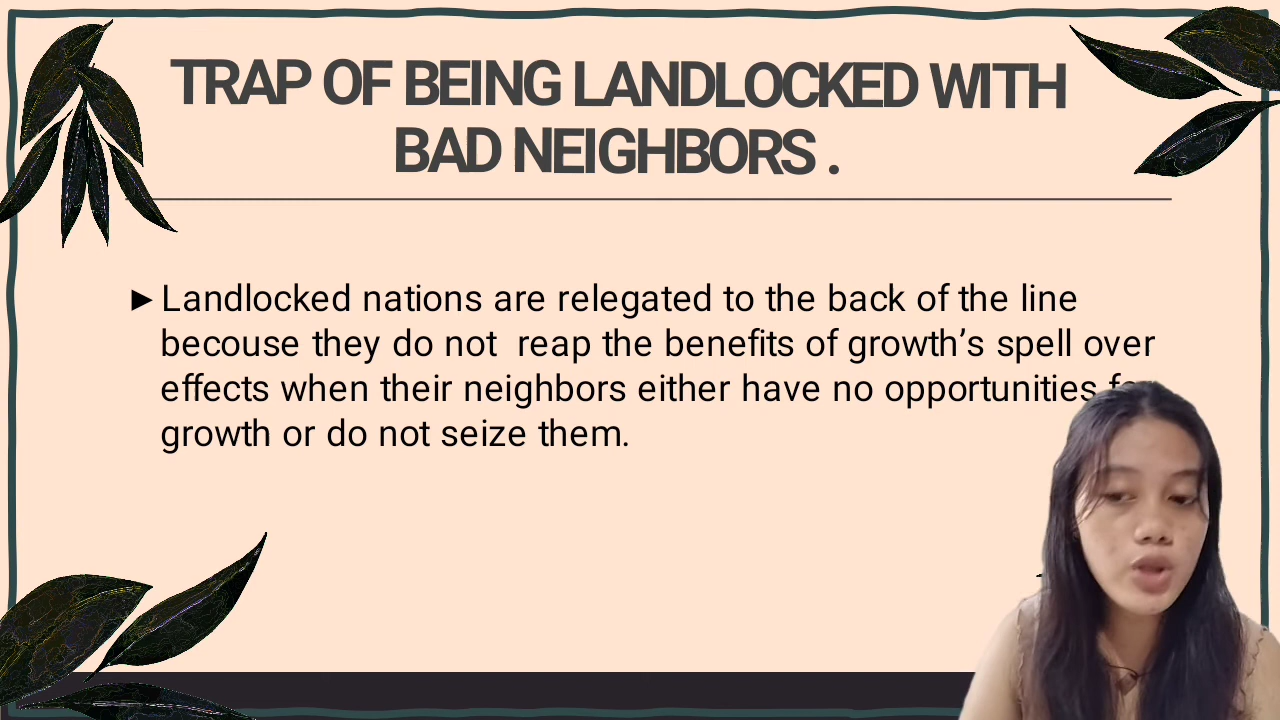 TRAP OF BEING LANDLOCKED WITH
BAD NEIGHBORS .
►Landlocked nations are relegated to the back of the line
becouse they do not reap the benefits of growth’s spell over
effects when their neighbors either have no opportunities
growth or do not seize them.